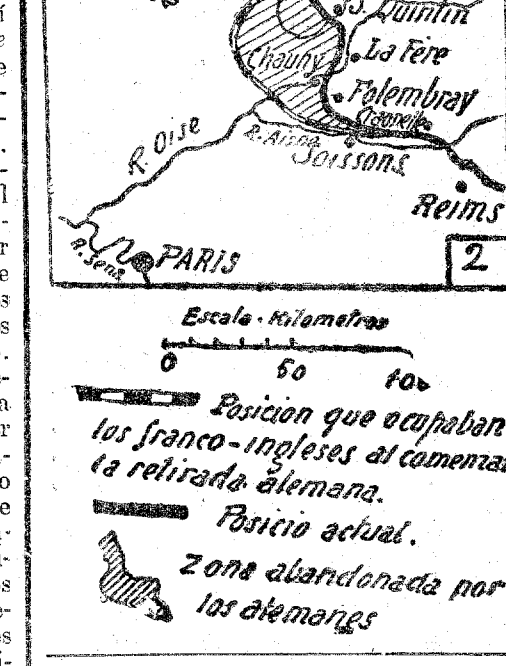 S. Quintin
Chauny
La Fère
Folembray
R. Oise
R. Aisne
Soissons
Reims
R. Sena
PARIS
2
Escala. Kilometros
0 50 100
Posicion que ocupaban
los franco-ingleses al comenzar
la retirada alemana.
Posicio actual.
Zona abandonada por
los alemanes